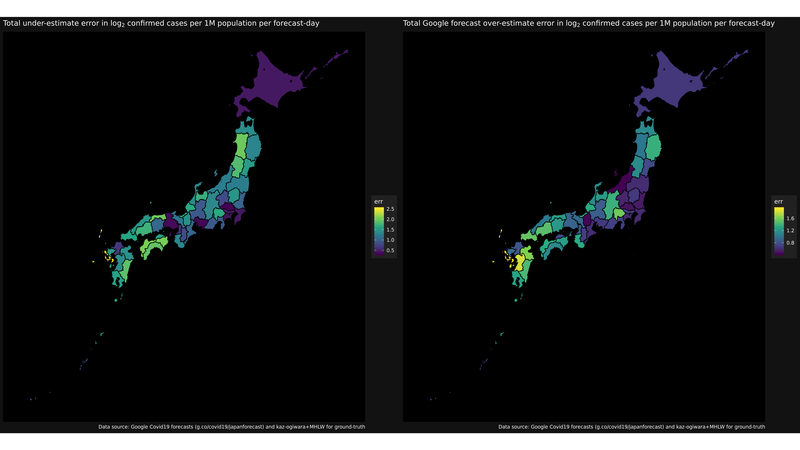 Total under-estimate error in log2 confirmed cases per 1M population per forecast-day
Total Google forecast over-estimate error in log2 confirmed cases per 1M population per forecast-day
err
2.5
2.0
1.5
1.0
0.5
err
1.6
1.2
0.8
Data source: Google Covid19 forecasts (g.co/covid19/japanforecast) and kaz-ogiwara+MHLW for ground-truth
Data source: Google Covid19 forecasts (g.co/covid19/japanforecast) and kaz-ogiwara+MHLW for ground-truth